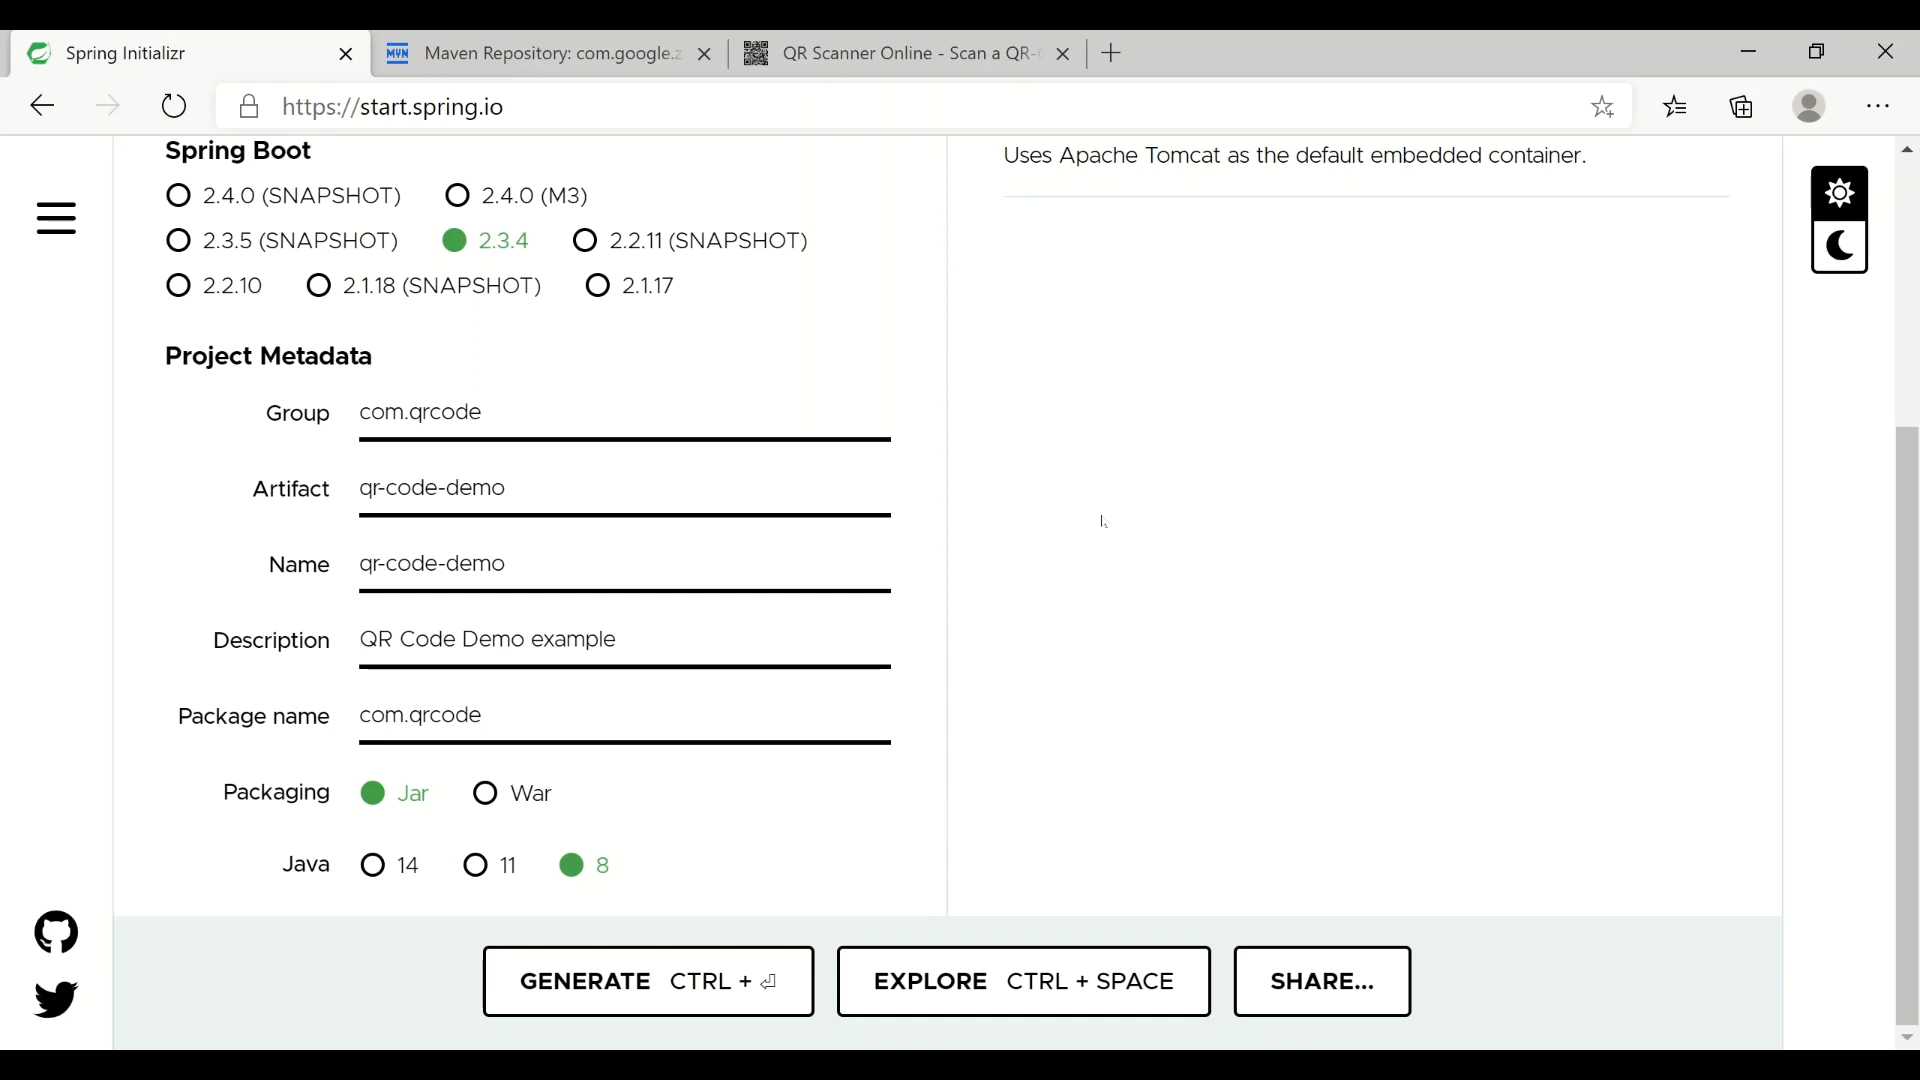 Spring Initializr
Maven Repository: com.google.z
QR Scanner Online - Scan a QR-
https://start.spring.io
Spring Boot
2.4.0 (SNAPSHOT) 2.4.0 (M3)
2.3.5 (SNAPSHOT) 2.3.4 2.2.11 (SNAPSHOT)
2.2.10 2.1.18 (SNAPSHOT) 2.1.17
Project Metadata
Group com.qrcode
Artifact qr-code-demo
Name qr-code-demo
Description QR Code Demo example
Package name com.qrcode
Packaging Jar War
Java 14 11 8
Uses Apache Tomcat as the default embedded container.
GENERATE CTRL + ⏎
EXPLORE CTRL + SPACE
SHARE...